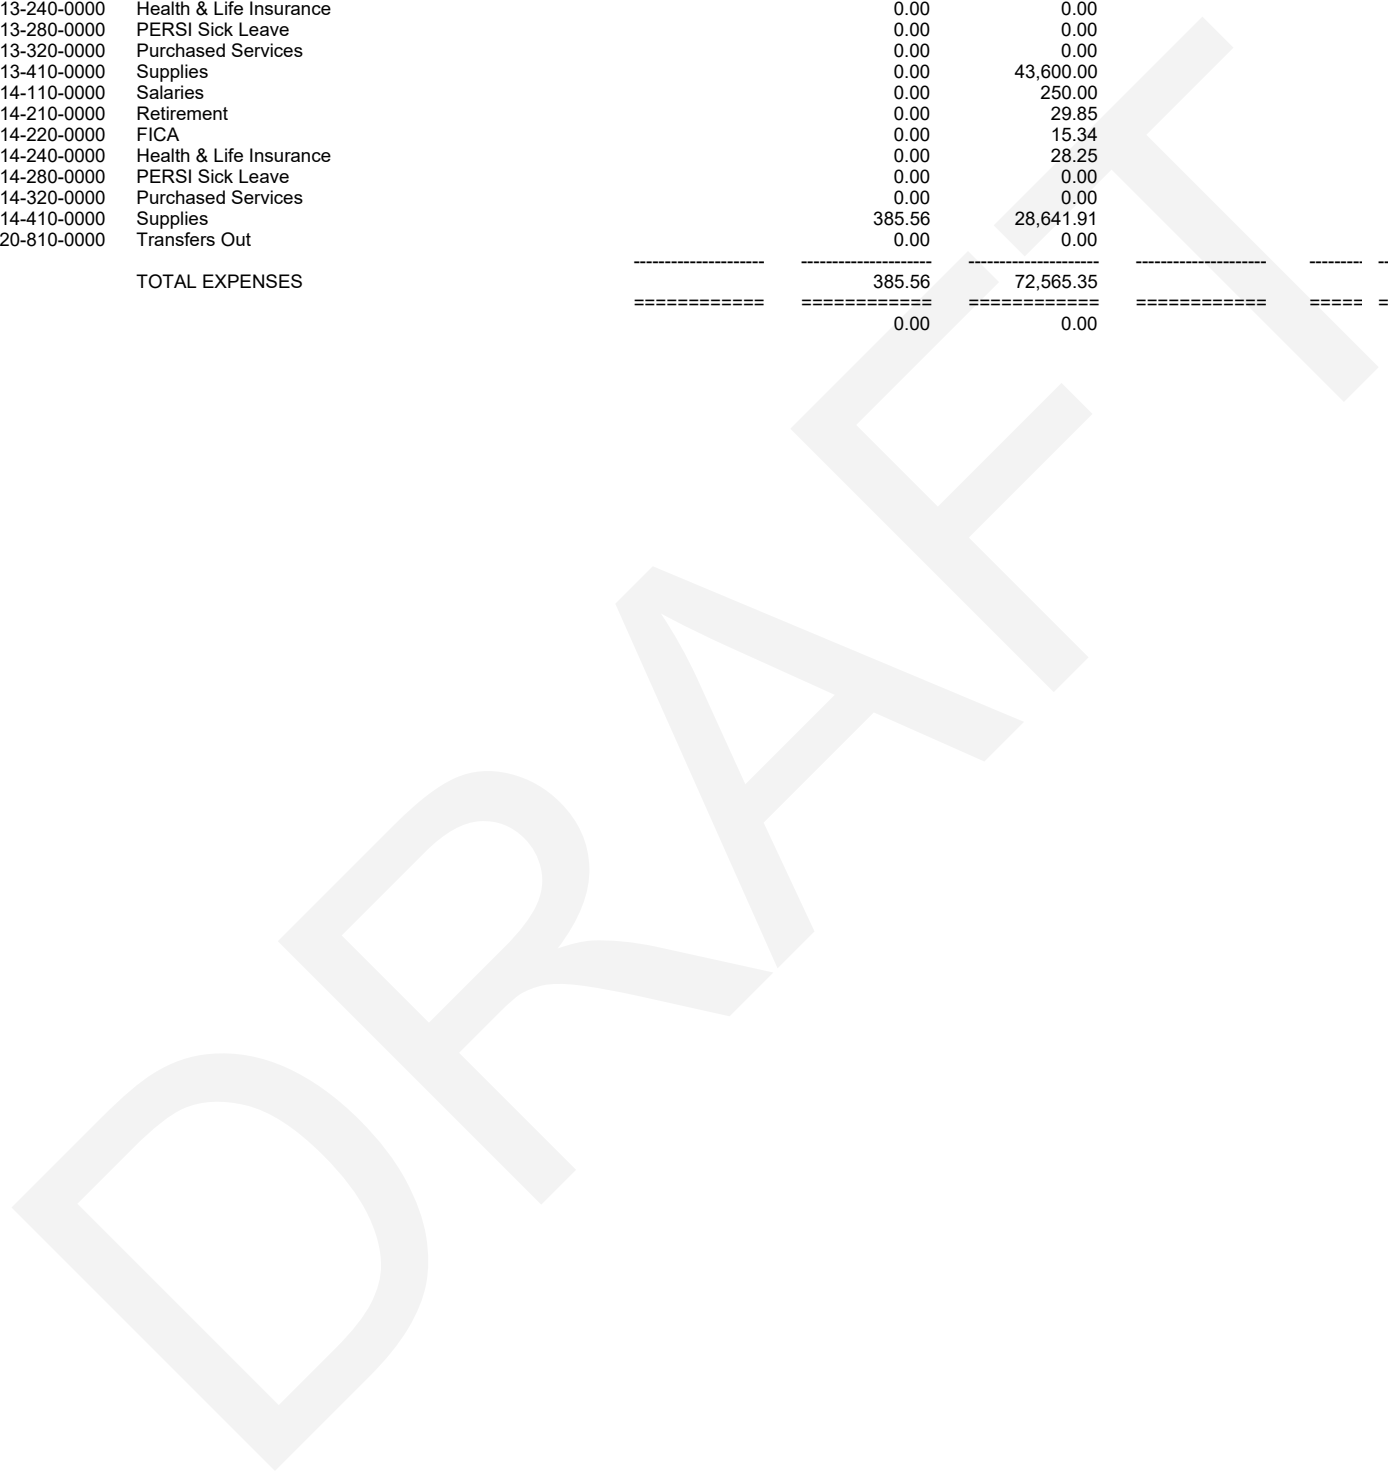 13-240-0000 Health & Life Insurance 0.00 0.00
13-280-0000 PERSI Sick Leave 0.00 0.00
13-320-0000 Purchased Services 0.00 0.00
13-410-0000 Supplies 0.00 43,600.00
14-110-0000 Salaries 0.00 250.00
14-210-0000 Retirement 0.00 29.85
14-220-0000 FICA 0.00 15.34
14-240-0000 Health & Life Insurance 0.00 28.25
14-280-0000 PERSI Sick Leave 0.00 0.00
14-320-0000 Purchased Services 0.00 0.00
14-410-0000 Supplies 385.56 28,641.91
20-810-0000 Transfers Out 0.00 0.00
--------------------- --------------------- --------------------- --------------------- --------- --
TOTAL EXPENSES 385.56 72,565.35
============ ============ ============ ============ ===== =
0.00 0.00
DRAFT